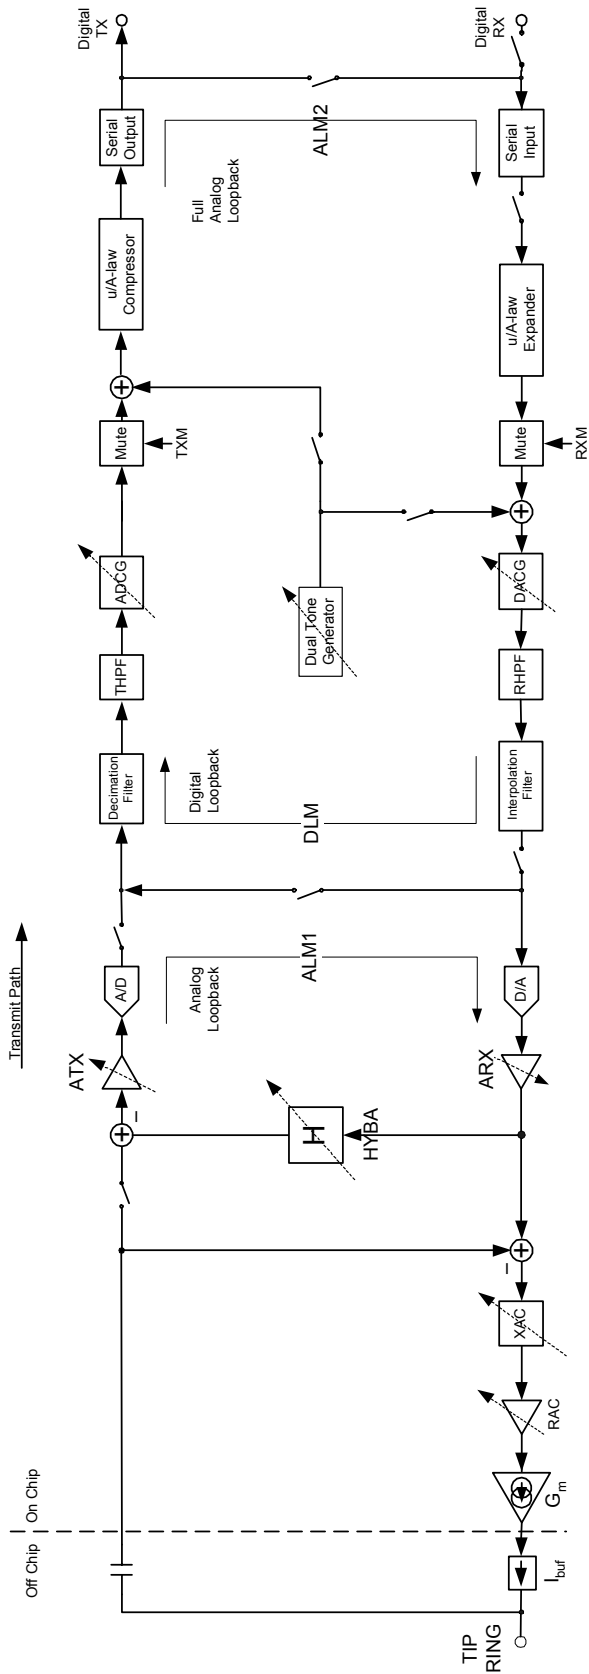 Off Chip
On Chip
Transmit Path
TIP
RING
I buf
G m
RAC
XAC
ATX
ARX
H
HYBA
–
–
+
+
A/D
D/A
ALM1
Analog
Loopback
DLM
Digital
Loopback
Decimation
Filter
Interpolation
Filter
THPF
RHPF
Dual Tone
Generator
ADCG
DACG
+
Mute
TXM
Mute
RXM
+
u/A-law
Compressor
u/A-law
Expander
Full
Analog
Loopback
ALM2
Serial
Output
Serial
Input
Digital
TX
Digital
RX